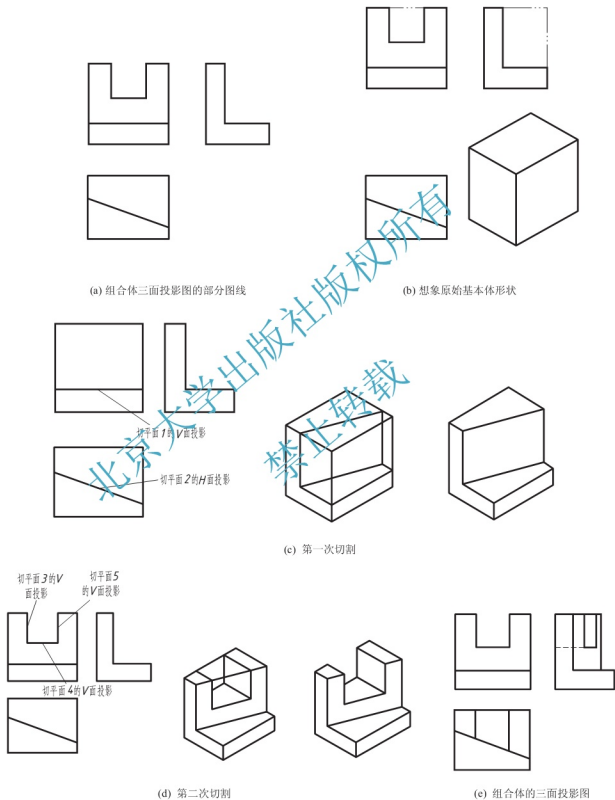 (a) 组合体三面投影图的部分图线
(b) 想象原始基本体形状
切平面1的V面投影
切平面2的H面投影
(c) 第一次切割
切平面3的V
面投影
切平面5
的V面投影
切平面4的V面投影
(d) 第二次切割
(e) 组合体的三面投影图
北京大学出版社版权所有
禁止转载